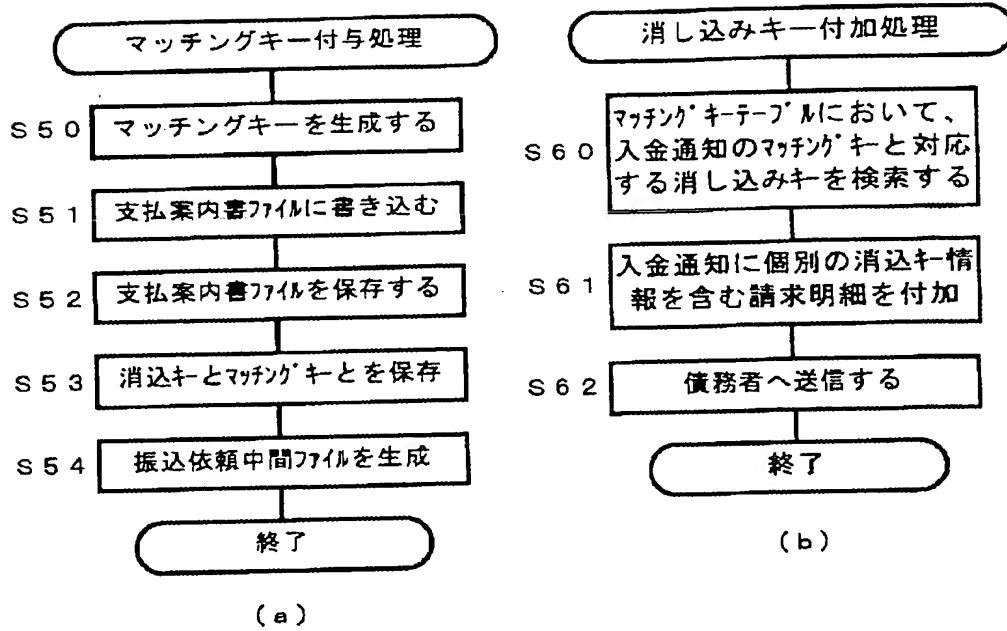 マッチングキー付与処理
S50
マッチングキーを生成する
S51
支払案内書ファイルに書き込む
S52
支払案内書ファイルを保存する
S53
消込キーとマッチングキーとを保存
S54
振込依頼中間ファイルを生成
終了
(a)
消し込みキー付加処理
S60
マッチングキーテーブルにおいて、
入金通知のマッチングキーと対応
する消し込みキーを検索する
S61
入金通知に個別の消込キー情
報を含む請求明細を付加
S62
債務者へ送信する
終了
(b)